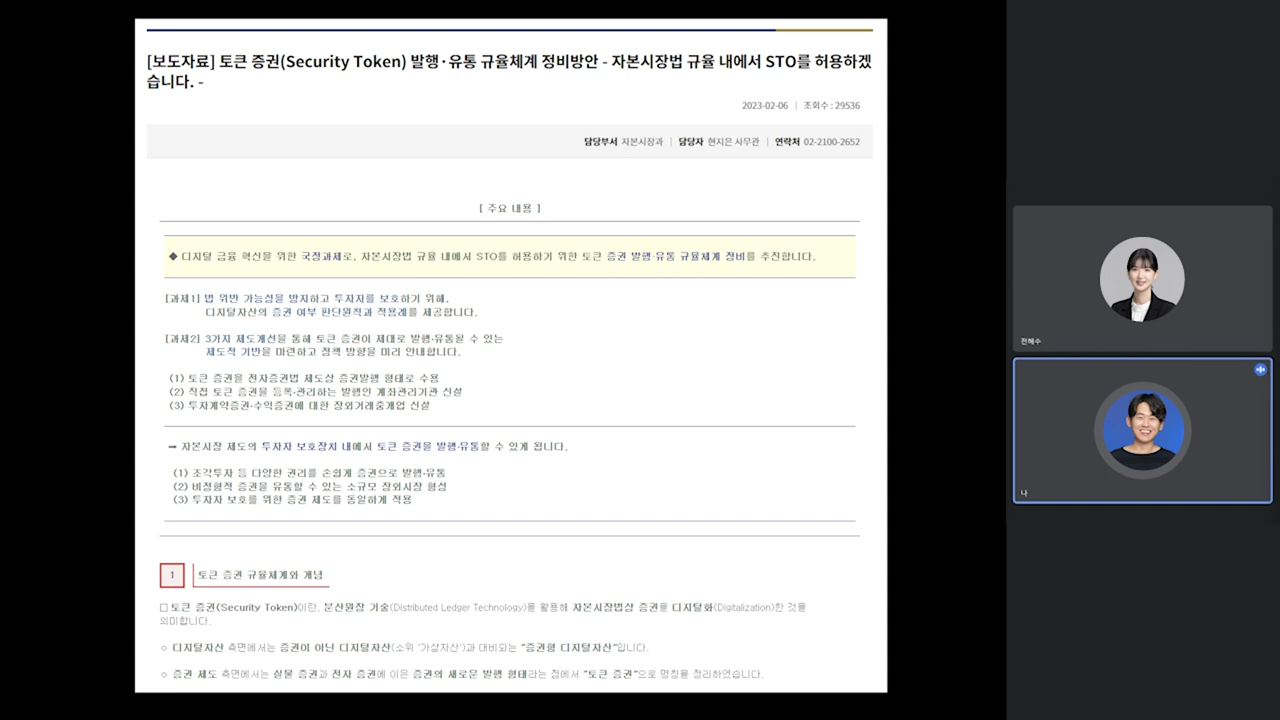 [보도자료] 토큰 증권(Security Token) 발행·유통 규율체계 정비방안 - 자본시장법 규율 내에서 STO를 허용하겠
습니다. -
2023-02-06 | 조회수 : 29536
담당부서 자본시장과 | 담당자 현지은 사무관 | 연락처 02-2100-2652
[ 주요 내용 ]
◆ 디지털 금융 혁신을 위한 국정과제로, 자본시장법 규율 내에서 STO를 허용하기 위한 토큰 증권 발행·유통 규율체계 정비를 추진합니다.
[과제1] 법 위반 가능성을 방지하고 투자자를 보호하기 위해,
디지털자산의 증권 여부 판단원칙과 적용례를 제공합니다.
[과제2] 3가지 제도개선을 통해 토큰 증권이 제대로 발행·유통될 수 있는
제도적 기반을 마련하고 정책 방향을 미리 안내합니다.
(1) 토큰 증권을 전자증권법 제도상 증권발행 형태로 수용
(2) 직접 토큰 증권을 등록·관리하는 발행인 계좌관리기관 신설
(3) 투자계약증권·수익증권에 대한 장외거래중개업 신설
➡ 자본시장 제도의 투자자 보호장치 내에서 토큰 증권을 발행·유통할 수 있게 됩니다.
(1) 조각투자 등 다양한 권리를 손쉽게 증권으로 발행·유통
(2) 비정형적 증권을 유통할 수 있는 소규모 장외시장 형성
(3) 투자자 보호를 위한 증권 제도를 동일하게 적용
1 토큰 증권 규율체계와 개념
□ 토큰 증권(Security Token)이란, 분산원장 기술(Distributed Ledger Technology)를 활용해 자본시장법상 증권를 디지털화(Digitalization)한 것을
의미합니다.
○ 디지털자산 측면에서는 증권이 아닌 디지털자산(소위 '가상자산')과 대비되는 "증권형 디지털자산"입니다.
○ 증권 제도 측면에서는 실물 증권과 전자 증권에 이은 증권의 새로운 발행 형태라는 점에서 "토큰 증권"으로 명칭을 정리하였습니다.
전혜수
나